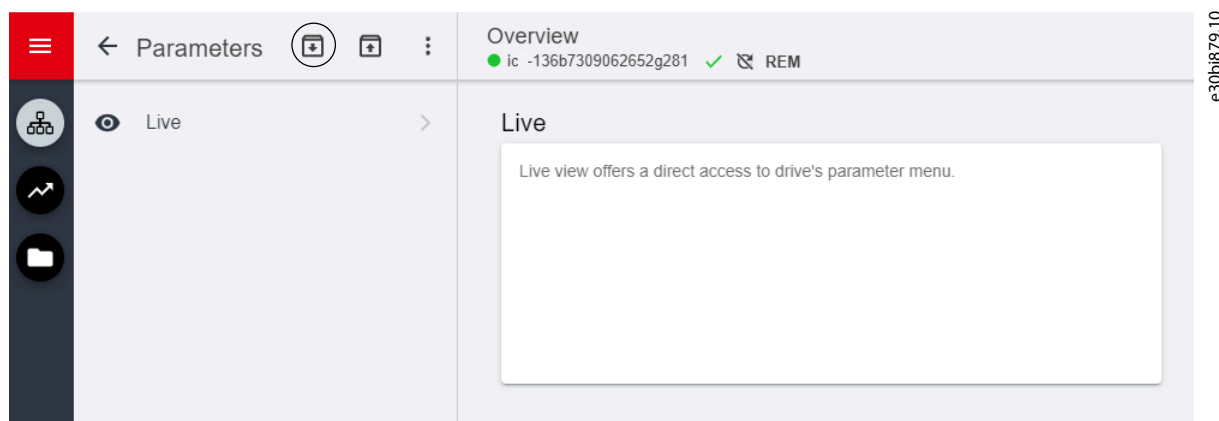 Parameters
Overview
ic -136b7309062652g281 REM
Live
Live
Live view offers a direct access to drive's parameter menu.
e30bi879.10